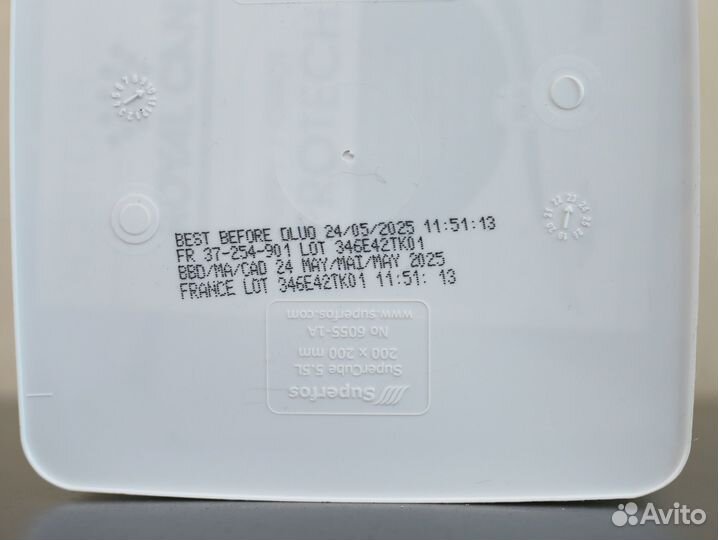 BEST BEFORE DLUO 24/05/2025 11:51:13
FR 37-254-901 LOT 346E42TK01
BBD/MA/CAD 24 MAY/MAI/MAY 2025
FRANCE LOT 346E42TK01 11:51: 13
Superfos
SuperCube 5.5L
200 x 200 mm
No 6055-1A
www.superfos.com
Avito